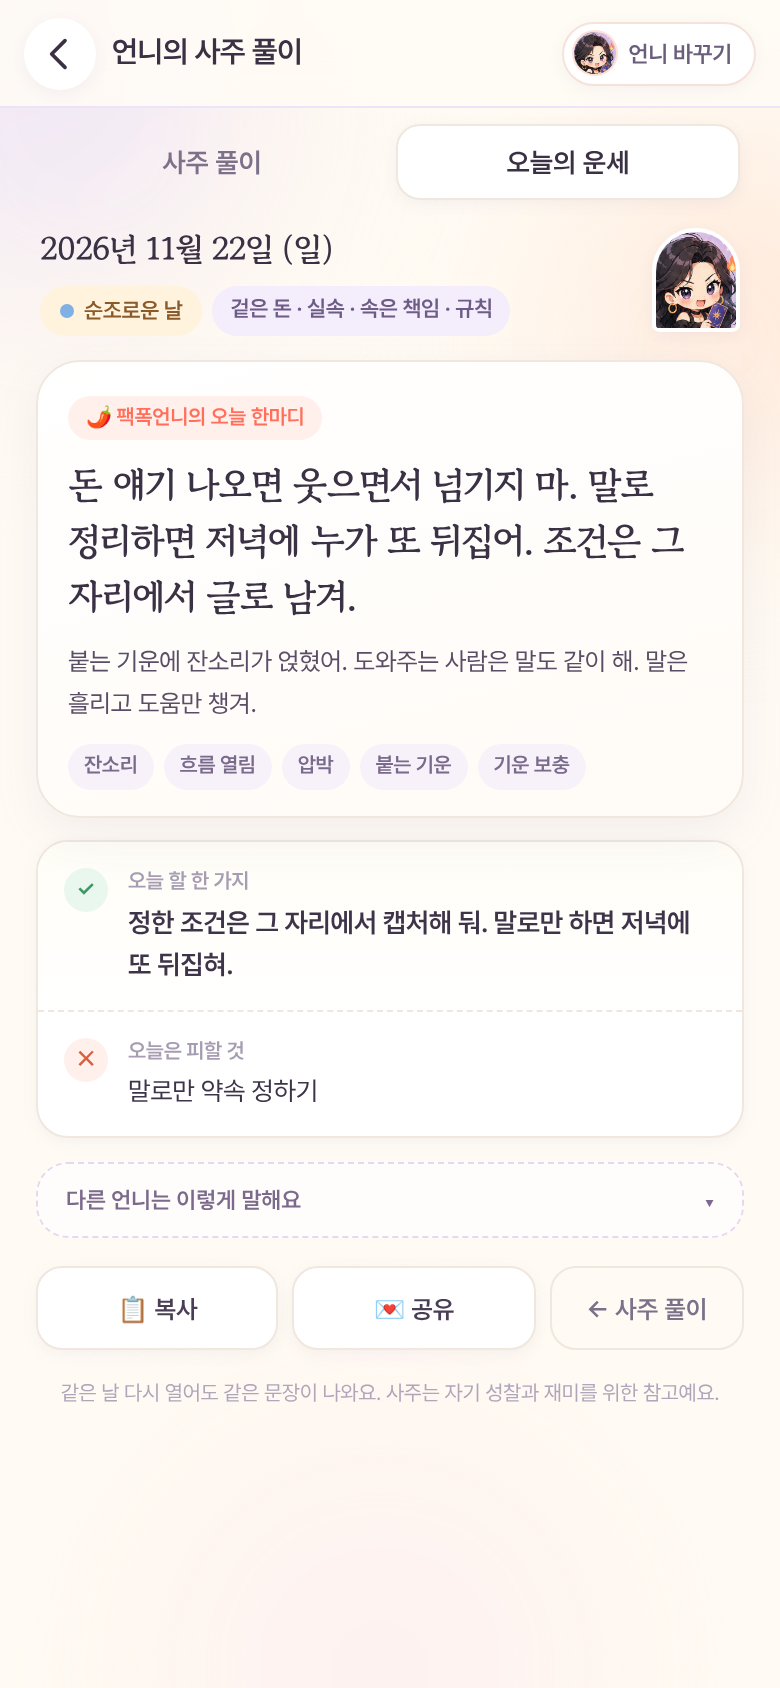 언니의 사주 풀이
언니 바꾸기
사주 풀이
오늘의 운세
2026년 11월 22일 (일)
순조로운 날
겉은 돈 · 실속 · 속은 책임 · 규칙
🌶️ 팩폭언니의 오늘 한마디
돈 얘기 나오면 웃으면서 넘기지 마. 말로
정리하면 저녁에 누가 또 뒤집어. 조건은 그
자리에서 글로 남겨.
붙는 기운에 잔소리가 얹혔어. 도와주는 사람은 말도 같이 해. 말은
흘리고 도움만 챙겨.
잔소리
흐름 열림
압박
붙는 기운
기운 보충
오늘 할 한 가지
정한 조건은 그 자리에서 캡처해 둬. 말로만 하면 저녁에
또 뒤집혀.
오늘은 피할 것
말로만 약속 정하기
다른 언니는 이렇게 말해요
📋 복사
💌 공유
← 사주 풀이
같은 날 다시 열어도 같은 문장이 나와요. 사주는 자기 성찰과 재미를 위한 참고예요.